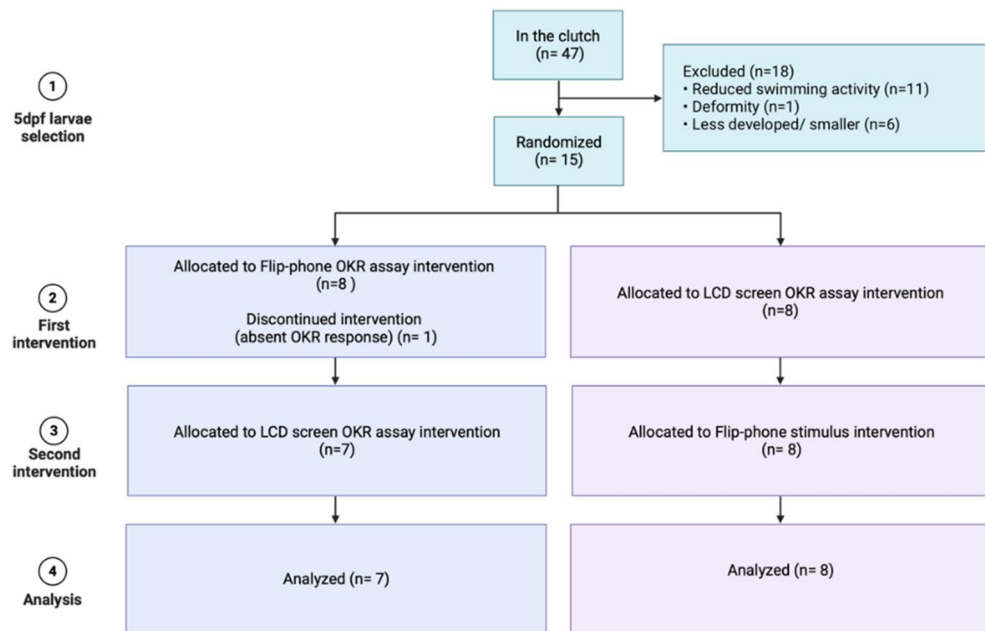 In the clutch
(n= 47)
Excluded (n=18)
• Reduced swimming activity (n=11)
• Deformity (n=1)
• Less developed/ smaller (n=6)
1
5dpf larvae
selection
Randomized
(n= 15)
2
First
intervention
Allocated to Flip-phone OKR assay intervention
(n=8 )
Discontinued intervention
(absent OKR response) (n= 1)
Allocated to LCD screen OKR assay intervention
(n=8)
3
Second
intervention
Allocated to LCD screen OKR assay intervention
(n=7)
Allocated to Flip-phone stimulus intervention
(n= 8)
4
Analysis
Analyzed (n= 7)
Analyzed (n= 8)